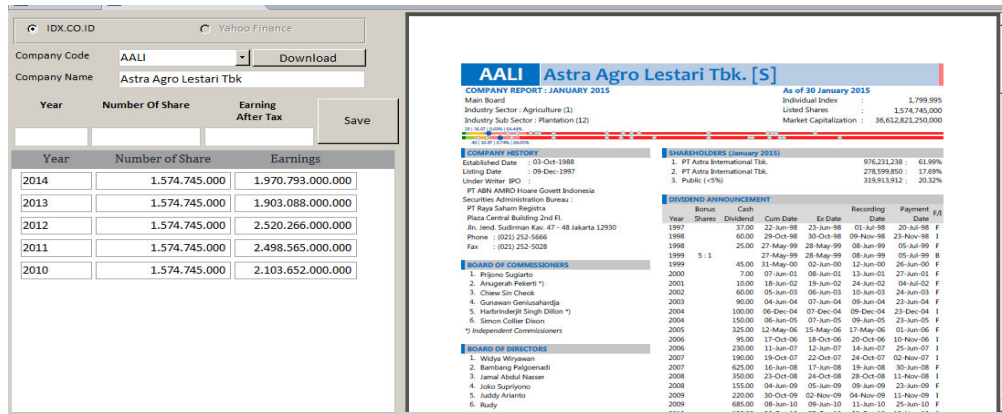 IDX.CO.ID Yahoo Finance
Company Code AALI Download
Company Name Astra Agro Lestari Tbk
Year Number Of Share Earning After Tax Save
Year Number of Share Earnings
2014 1.574.745.000 1.970.793.000.000
2013 1.574.745.000 1.903.088.000.000
2012 1.574.745.000 2.520.266.000.000
2011 1.574.745.000 2.498.565.000.000
2010 1.574.745.000 2.103.652.000.000
AALI Astra Agro Lestari Tbk. [S]
COMPANY REPORT : JANUARY 2015 As of 30 January 2015
Main Board Individual Index : 1,799.995
Industry Sector : Agriculture (1) Listed Shares : 1,574,745,000
Industry Sub Sector : Plantation (12) Market Capitalization : 36,612,821,250,000
COMPANY HISTORY
Established Date : 03-Oct-1988
Listing Date : 09-Dec-1997
Under Writer IPO :
PT ABN AMRO Hoare Govett Indonesia
Securities Administration Bureau :
PT Raya Saham Registra
Plaza Central Building 2nd Fl.
Jln. Jend. Sudirman Kav. 47 - 48 Jakarta 12930
Phone : (021) 252-5666
Fax : (021) 252-5028
BOARD OF COMMISSIONERS
1. Prijono Sugiarto
2. Anugerah Pekerti *)
3. Chiew Sin Cheok
4. Gunawan Geniusahardja
5. Harbrinderjit Singh Dillon *)
6. Simon Collier Dixon
*) Independent Commissioners
BOARD OF DIRECTORS
1. Widya Wiryawan
2. Bambang Palgoenadi
3. Jamal Abdul Nasser
4. Joko Supriyono
5. Juddy Arianto
6. Rudy
SHAREHOLDERS (January 2015)
1. PT Astra International Tbk. 976,231,238 : 61.99%
2. PT Astra International Tbk. 278,599,850 : 17.69%
3. Public (<5%) 319,913,912 : 20.32%
DIVIDEND ANNOUNCEMENT
Bonus Cash Recording Payment F/I
Year Shares Dividend Cum Date Ex Date Date Date
1997 37.00 22-Jun-98 23-Jun-98 01-Jul-98 20-Jul-98 F
1998 60.00 29-Oct-98 30-Oct-98 09-Nov-98 23-Nov-98 I
1998 25.00 27-May-99 28-May-99 08-Jun-99 05-Jul-99 F
1999 5 : 1 27-May-99 28-May-99 08-Jun-99 05-Jul-99 B
1999 45.00 31-May-00 02-Jun-00 12-Jun-00 26-Jun-00 F
2000 7.00 07-Jun-01 08-Jun-01 13-Jun-01 27-Jun-01 F
2001 10.00 18-Jun-02 19-Jun-02 24-Jun-02 04-Jul-02 F
2002 60.00 05-Jun-03 06-Jun-03 10-Jun-03 24-Jun-03 F
2003 90.00 04-Jun-04 07-Jun-04 09-Jun-04 23-Jun-04 F
2004 100.00 06-Dec-04 07-Dec-04 09-Dec-04 23-Dec-04 F
2004 150.00 06-Jun-05 07-Jun-05 09-Jun-05 23-Jun-05 F
2005 325.00 12-May-06 15-May-06 17-May-06 01-Jun-06 F
2006 95.00 17-Oct-06 18-Oct-06 20-Oct-06 10-Nov-06 I
2006 230.00 11-Jun-07 12-Jun-07 14-Jun-07 25-Jun-07 I
2007 190.00 19-Oct-07 22-Oct-07 24-Oct-07 02-Nov-07 I
2007 625.00 16-Jun-08 17-Jun-08 19-Jun-08 30-Jun-08 F
2008 350.00 23-Oct-08 24-Oct-08 28-Oct-08 11-Nov-08 I
2008 155.00 04-Jun-09 05-Jun-09 09-Jun-09 23-Jun-09 F
2009 220.00 30-Oct-09 02-Nov-09 04-Nov-09 11-Nov-09 I
2009 685.00 08-Jun-10 09-Jun-10 11-Jun-10 25-Jun-10 F